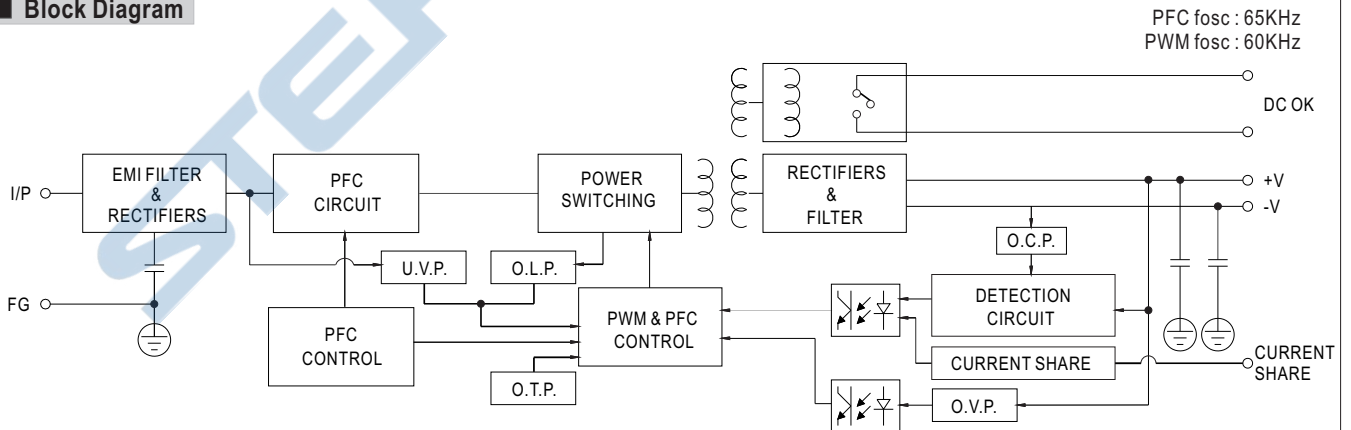 Block Diagram
PFC fosc : 65KHz
PWM fosc : 60KHz
DC OK
I/P
EMI FILTER
&
RECTIFIERS
PFC
CIRCUIT
POWER
SWITCHING
RECTIFIERS
&
FILTER
+V
-V
O.C.P.
U.V.P.
O.L.P.
FG
DETECTION
CIRCUIT
PFC
CONTROL
PWM & PFC
CONTROL
CURRENT SHARE
CURRENT
SHARE
O.T.P.
O.V.P.